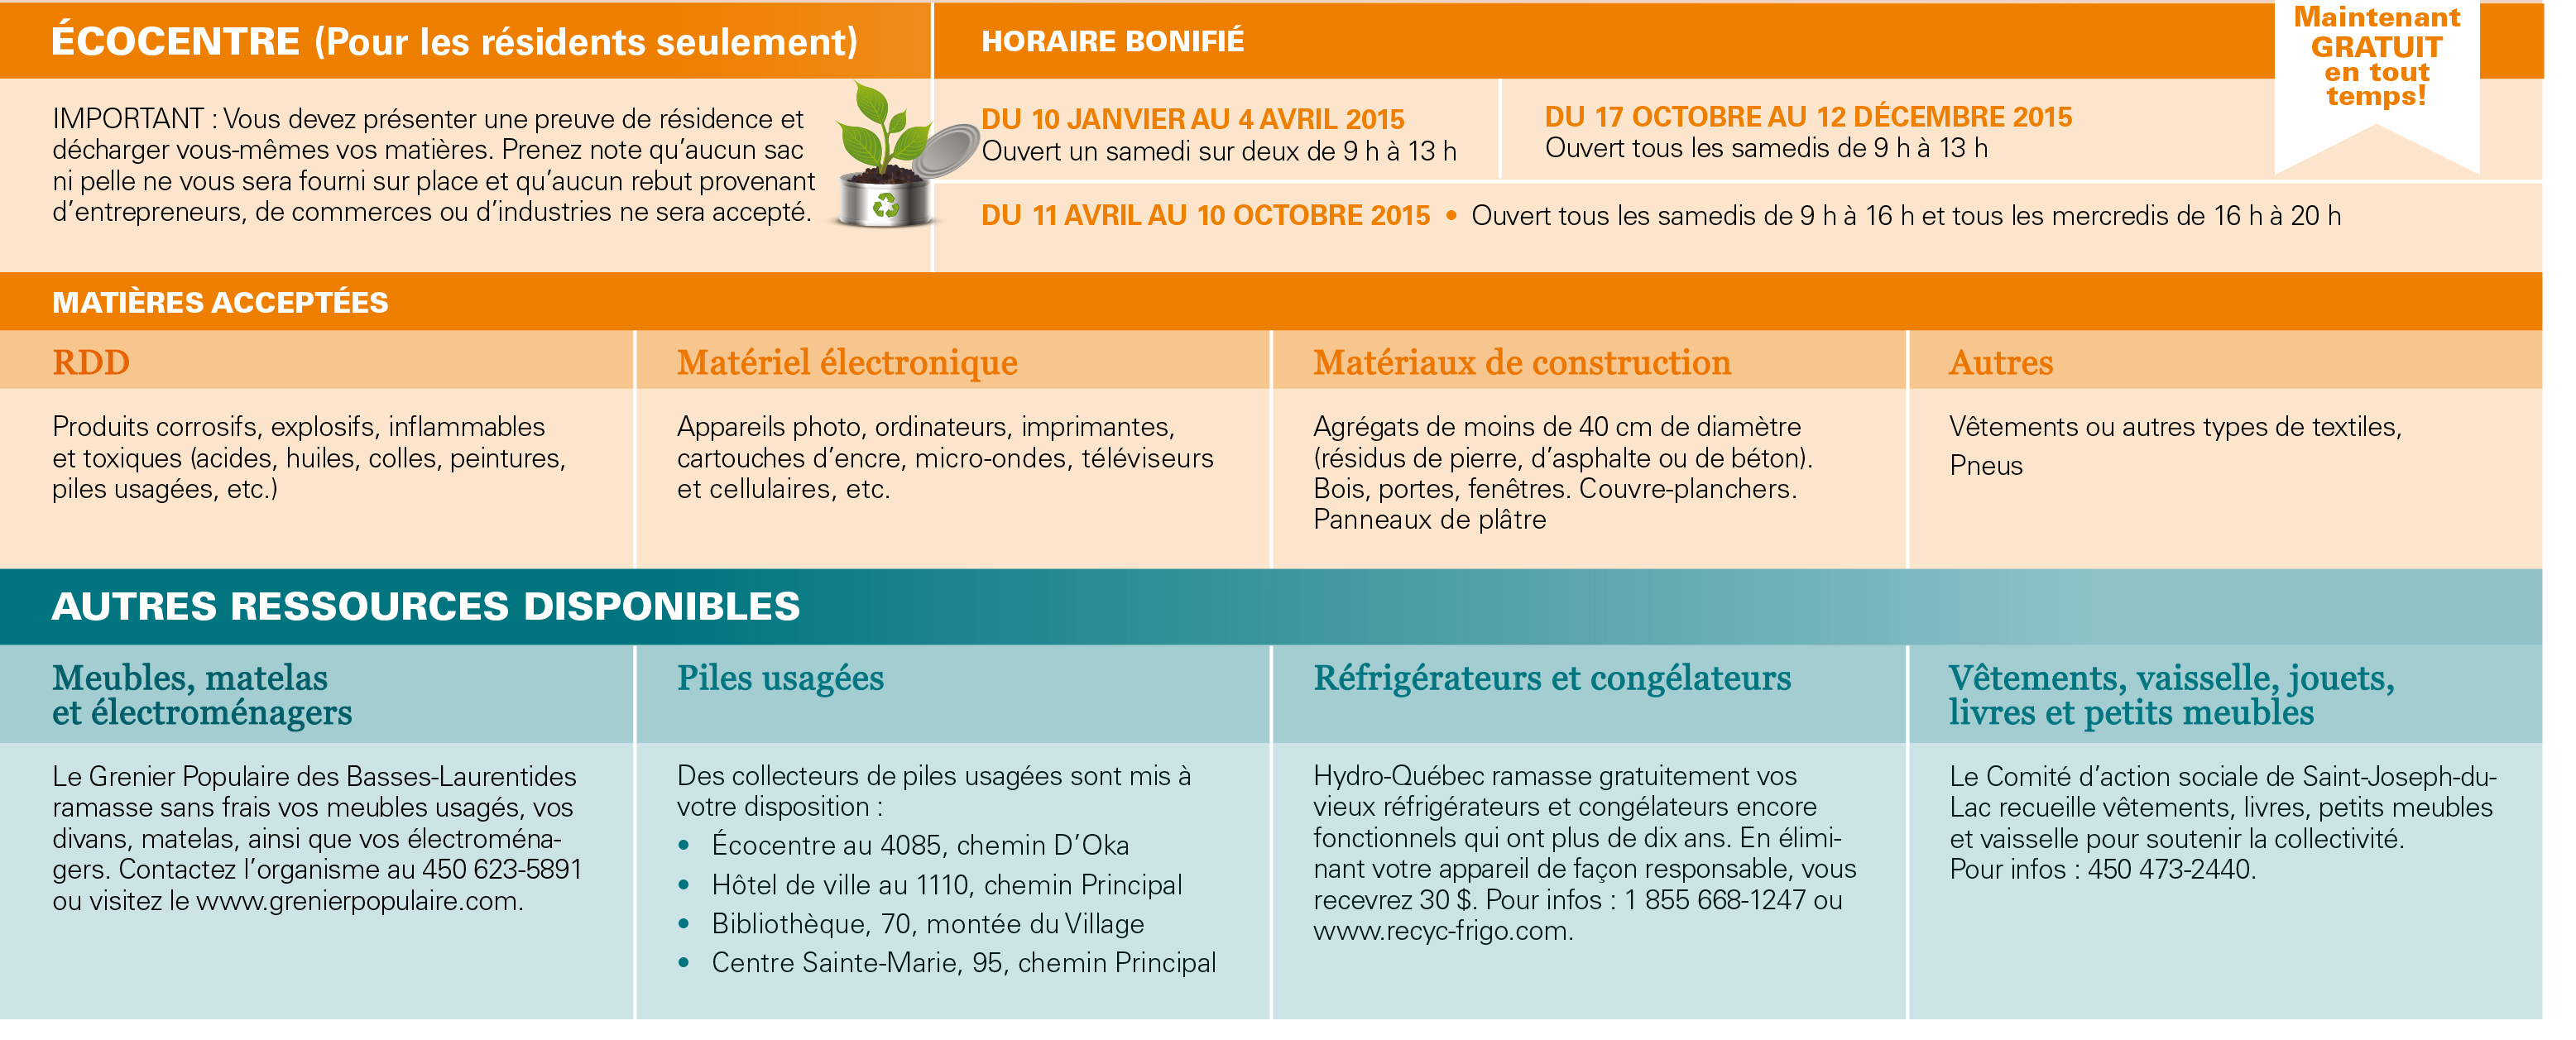 ÉCOCENTRE (Pour les résidents seulement)
IMPORTANT : Vous devez présenter une preuve de résidence et
décharger vous-mêmes vos matières. Prenez note qu’aucun sac
ni pelle ne vous sera fourni sur place et qu’aucun rebut provenant
d’entrepreneurs, de commerces ou d’industries ne sera accepté.
HORAIRE BONIFIÉ
Maintenant
GRATUIT
en tout
temps!
DU 10 JANVIER AU 4 AVRIL 2015
Ouvert un samedi sur deux de 9 h à 13 h
DU 17 OCTOBRE AU 12 DÉCEMBRE 2015
Ouvert tous les samedis de 9 h à 13 h
DU 11 AVRIL AU 10 OCTOBRE 2015 • Ouvert tous les samedis de 9 h à 16 h et tous les mercredis de 16 h à 20 h
MATIÈRES ACCEPTÉES
RDD
Produits corrosifs, explosifs, inflammables
et toxiques (acides, huiles, colles, peintures,
piles usagées, etc.)
Matériel électronique
Appareils photo, ordinateurs, imprimantes,
cartouches d’encre, micro-ondes, téléviseurs
et cellulaires, etc.
Matériaux de construction
Agrégats de moins de 40 cm de diamètre
(résidus de pierre, d’asphalte ou de béton).
Bois, portes, fenêtres. Couvre-planchers.
Panneaux de plâtre
Autres
Vêtements ou autres types de textiles,
Pneus
AUTRES RESSOURCES DISPONIBLES
Meubles, matelas
et électroménagers
Le Grenier Populaire des Basses-Laurentides
ramasse sans frais vos meubles usagés, vos
divans, matelas, ainsi que vos électroména-
gers. Contactez l’organisme au 450 623-5891
ou visitez le www.grenierpopulaire.com.
Piles usagées
Des collecteurs de piles usagées sont mis à
votre disposition :
• Écocentre au 4085, chemin D’Oka
• Hôtel de ville au 1110, chemin Principal
• Bibliothèque, 70, montée du Village
• Centre Sainte-Marie, 95, chemin Principal
Réfrigérateurs et congélateurs
Hydro-Québec ramasse gratuitement vos
vieux réfrigérateurs et congélateurs encore
fonctionnels qui ont plus de dix ans. En élimi-
nant votre appareil de façon responsable, vous
recevrez 30 $. Pour infos : 1 855 668-1247 ou
www.recyc-frigo.com.
Vêtements, vaisselle, jouets,
livres et petits meubles
Le Comité d’action sociale de Saint-Joseph-du-
Lac recueille vêtements, livres, petits meubles
et vaisselle pour soutenir la collectivité.
Pour infos : 450 473-2440.